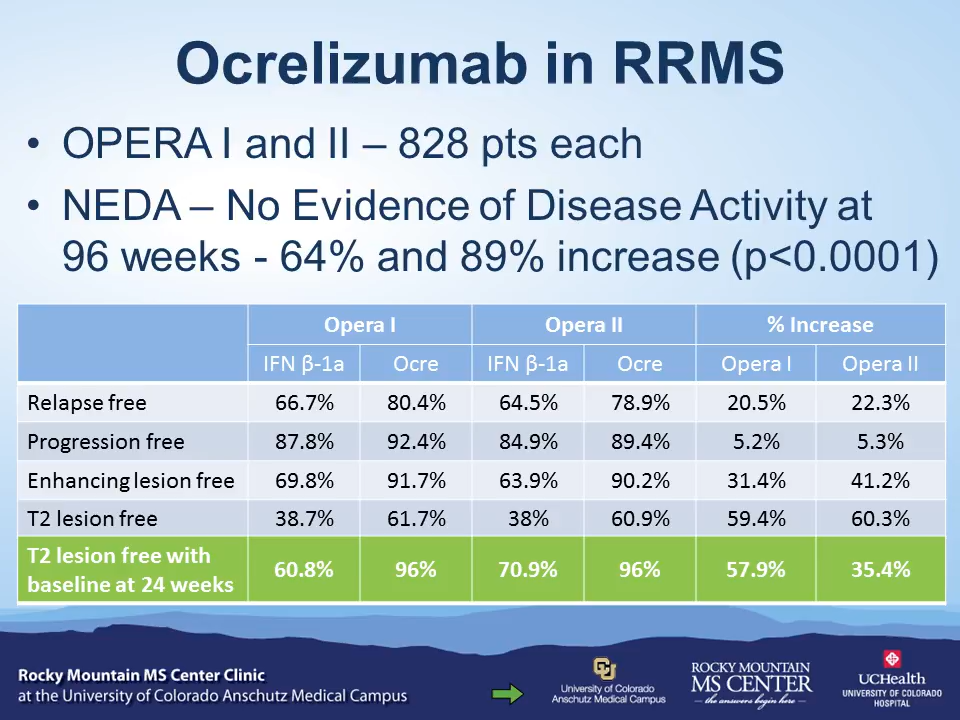 Ocrelizumab in RRMS
• OPERA I and II – 828 pts each
• NEDA – No Evidence of Disease Activity at
96 weeks - 64% and 89% increase (p<0.0001)
Opera I Opera II % Increase
IFN β-1a Ocre IFN β-1a Ocre Opera I Opera II
Relapse free 66.7% 80.4% 64.5% 78.9% 20.5% 22.3%
Progression free 87.8% 92.4% 84.9% 89.4% 5.2% 5.3%
Enhancing lesion free 69.8% 91.7% 63.9% 90.2% 31.4% 41.2%
T2 lesion free 38.7% 61.7% 38% 60.9% 59.4% 60.3%
T2 lesion free with
baseline at 24 weeks 60.8% 96% 70.9% 96% 57.9% 35.4%
Rocky Mountain MS Center Clinic
at the University of Colorado Anschutz Medical Campus
CU
University of Colorado
Anschutz Medical Campus
ROCKY MOUNTAIN
MS CENTER
the answers begin here
UCHealth
UNIVERSITY OF COLORADO
HOSPITAL